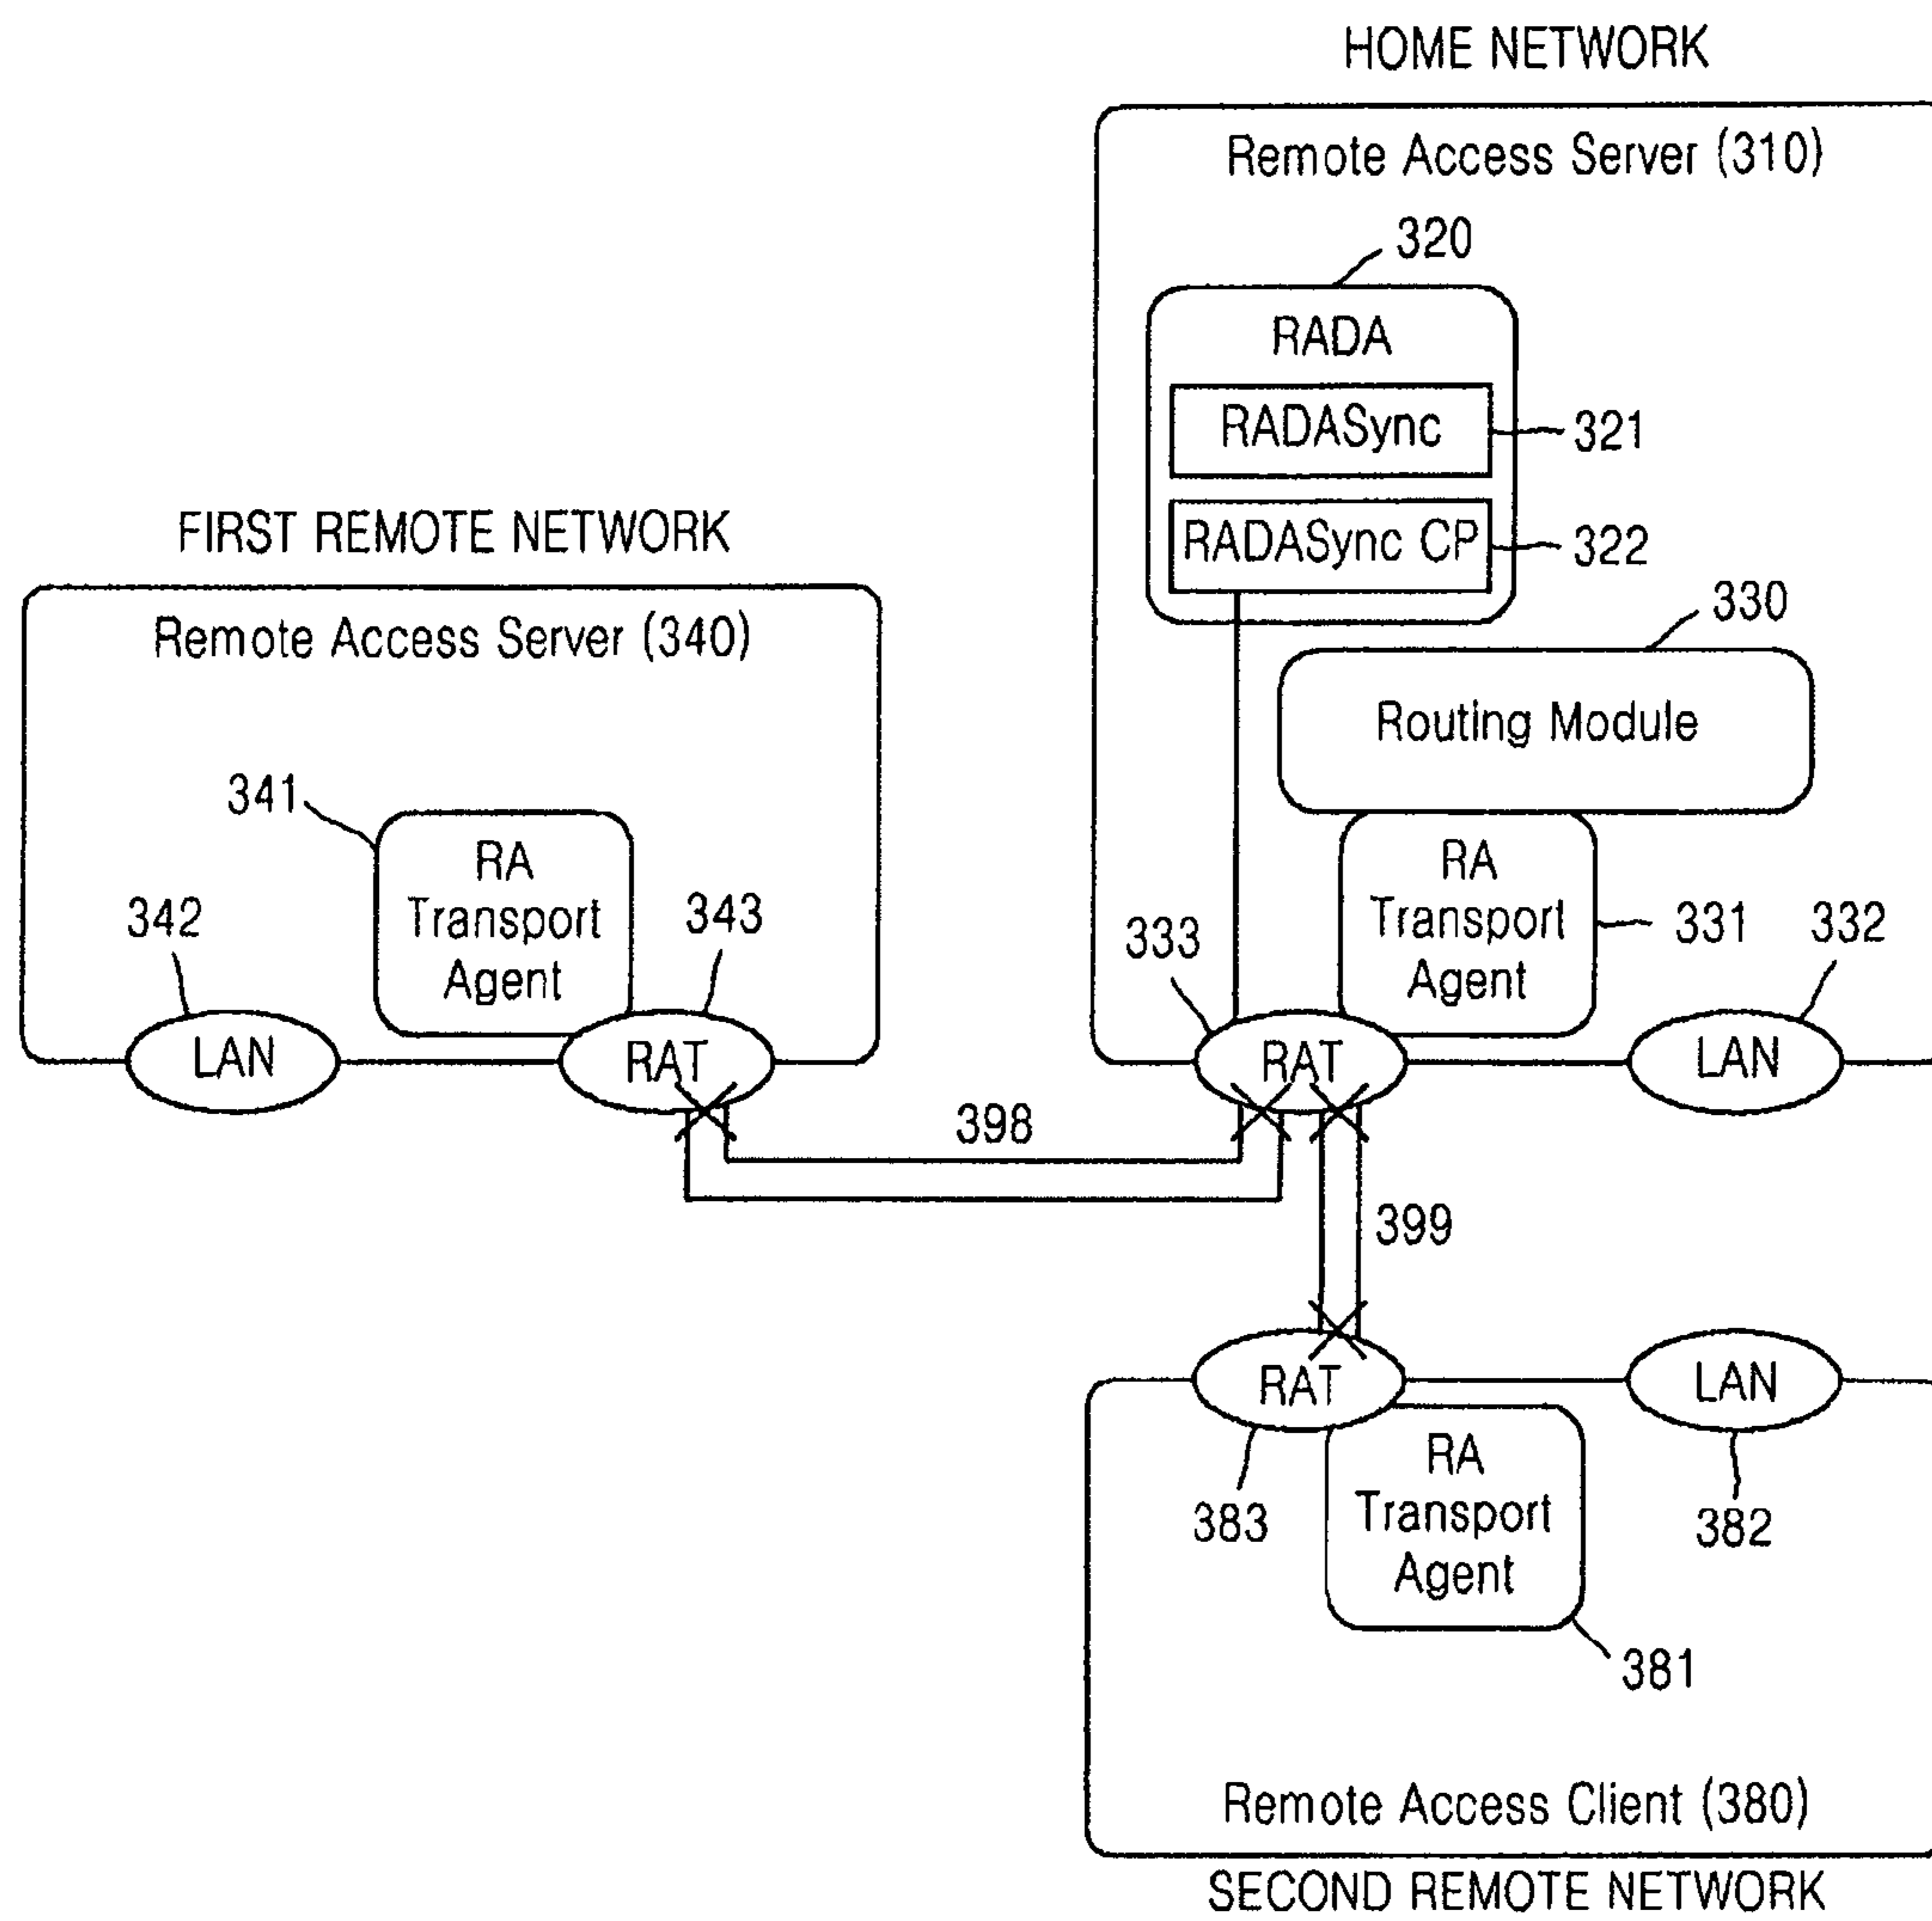 HOME NETWORK
Remote Access Server (310)
320
RADA
RADASync
321
RADASync CP
322
330
Routing Module
RA
Transport
Agent
331
332
333
RAT
LAN
FIRST REMOTE NETWORK
Remote Access Server (340)
341
RA
Transport
Agent
342
343
LAN
RAT
398
399
RAT
LAN
383
RA
Transport
Agent
382
381
Remote Access Client (380)
SECOND REMOTE NETWORK